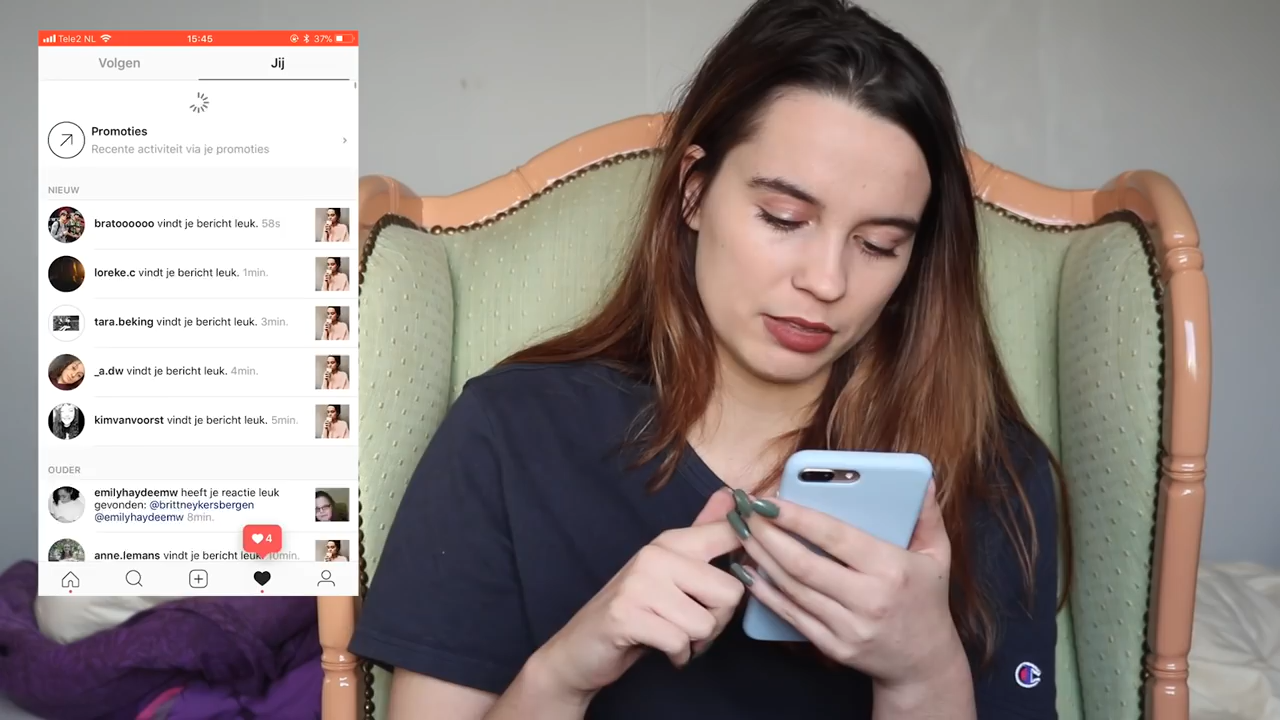 Tele2 NL 15:45 37%
Volgen Jij
Promoties
Recente activiteit via je promoties
NIEUW
bratoooooo vindt je bericht leuk. 58s
loreke.c vindt je bericht leuk. 1min.
tara.beking vindt je bericht leuk. 3min.
_a.dw vindt je bericht leuk. 4min.
kimvanvoorst vindt je bericht leuk. 5min.
OUDER
emilyhaydeemw heeft je reactie leuk
gevonden: @brittneykersbergen
@emilyhaydeemw 8min.
4
anne.lemans vindt je bericht leuk. 10min.